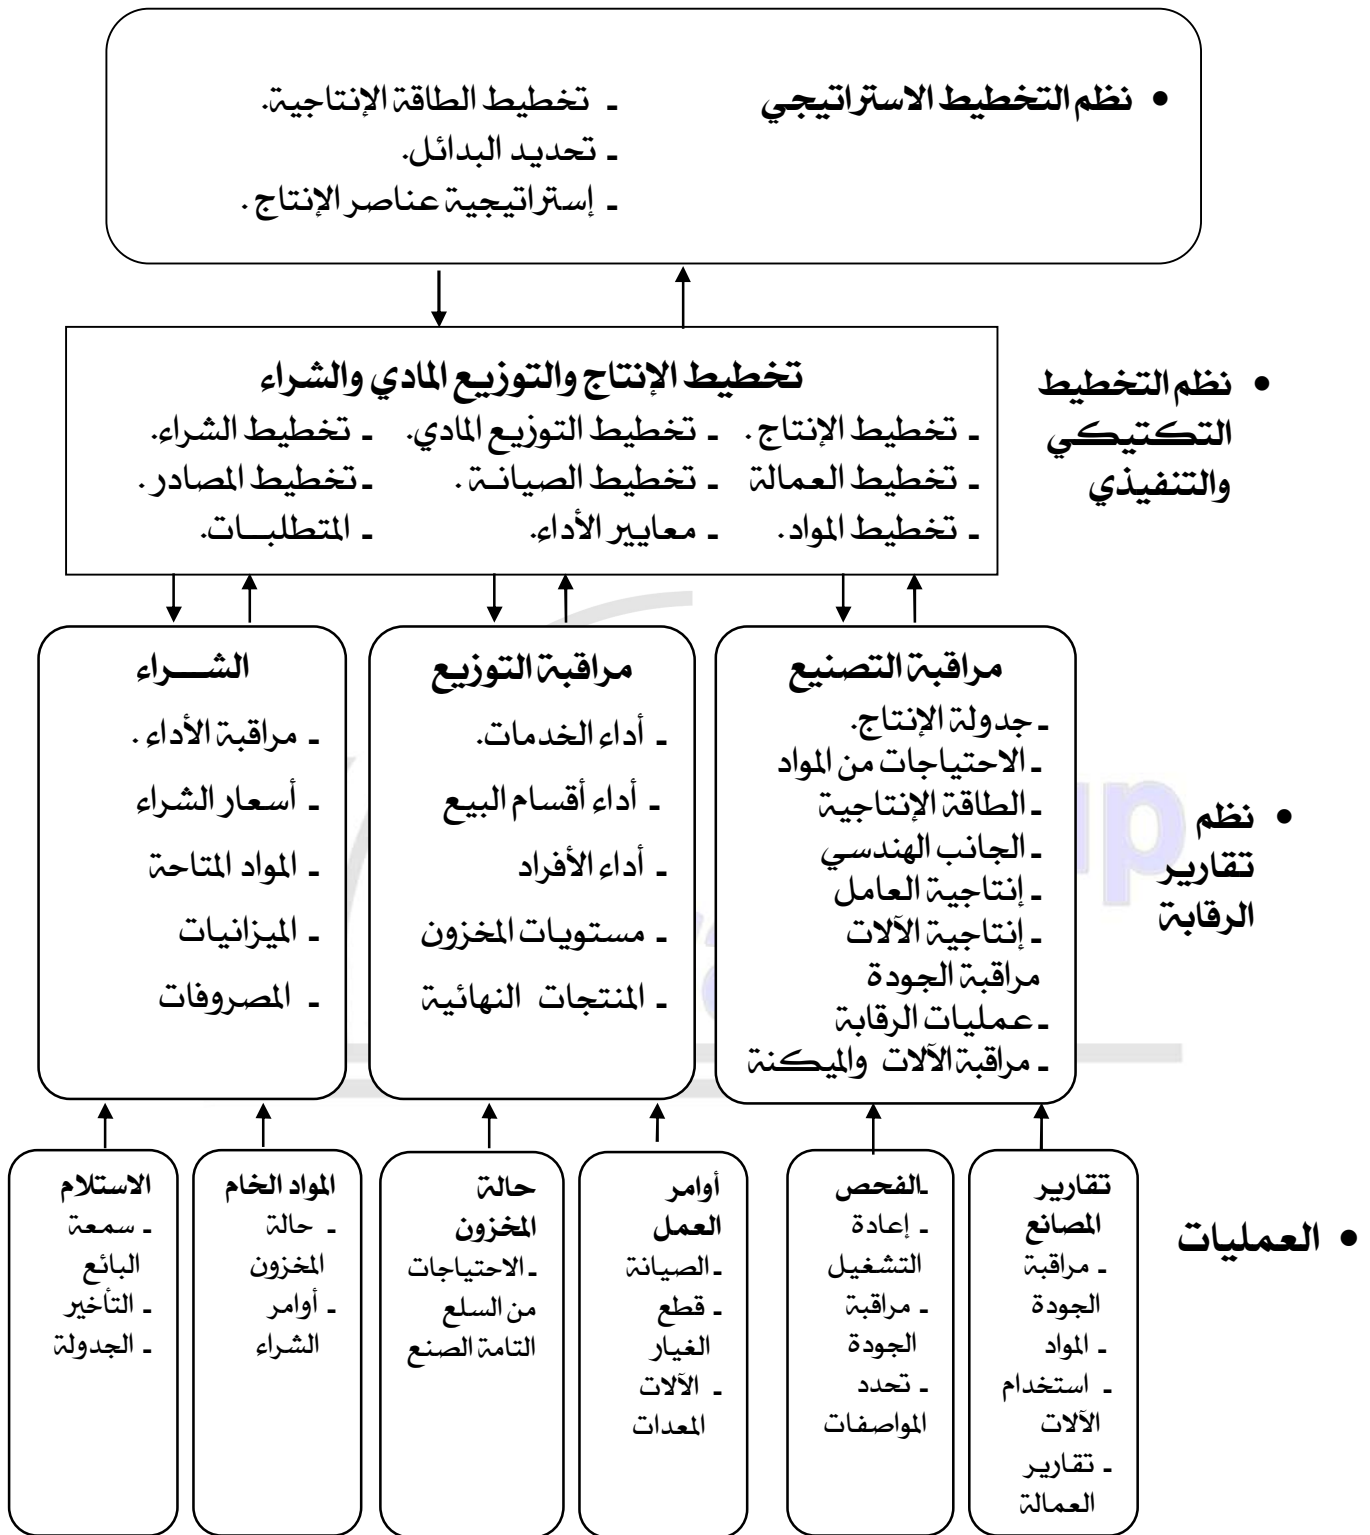 • نظم التخطيط الاستراتيجي
ـ تخطيط الطاقة الإنتاجية.
ـ تحديد البدائل.
ـ إستراتيجية عناصر الإنتاج .
• نظم التخطيط
التكتيكي
والتنفيذي
تخطيط الإنتاج والتوزيع المادي والشراء
ـ تخطيط الإنتاج . ـ تخطيط التوزيع المادي. ـ تخطيط الشراء.
ـ تخطيط العمالة ـ تخطيط الصيانة . ـ تخطيط المصادر .
ـ تخطيط المواد . ـ معايير الأداء. ـ المتطلبات.
• نظم
تقارير
الرقابة
مراقبة التصنيع
ـ جدولة الإنتاج.
ـ الاحتياجات من المواد
ـ الطاقة الإنتاجية
ـ الجانب الهندسي
ـ إنتاجية العامل
ـ إنتاجية الآلات
مراقبة الجودة
ـ عمليات الرقابة
ـ مراقبة الآلات والميكنة
مراقبة التوزيع
ـ أداء الخدمات.
ـ أداء أقسام البيع
ـ أداء الأفراد
ـ مستويات المخزون
ـ المنتجات النهائية
الشـــراء
ـ مراقبة الأداء .
ـ أسعار الشراء
ـ المواد المتاحة
ـ الميزانيات
ـ المصروفات
• العمليات
تقارير
المصانع
ـ مراقبة
الجودة
ـ المواد
ـ استخدام
الآلات
ـ تقارير
العمالة
ـالفحص
ـ إعادة
التشغيل
ـ مراقبة
الجودة
ـ تحدد
المواصفات
أوامر
العمل
ـ الصيانة
ـ قطع
الغيار
ـ الآلات
المعدات
حالة
المخزون
ـ الاحتياجات
من السلع
التامة الصنع
المواد الخام
ـ حالة
المخزون
ـ أوامر
الشراء
الاستلام
ـ سمعة
البائع
ـ التأخير
ـ الجدولة